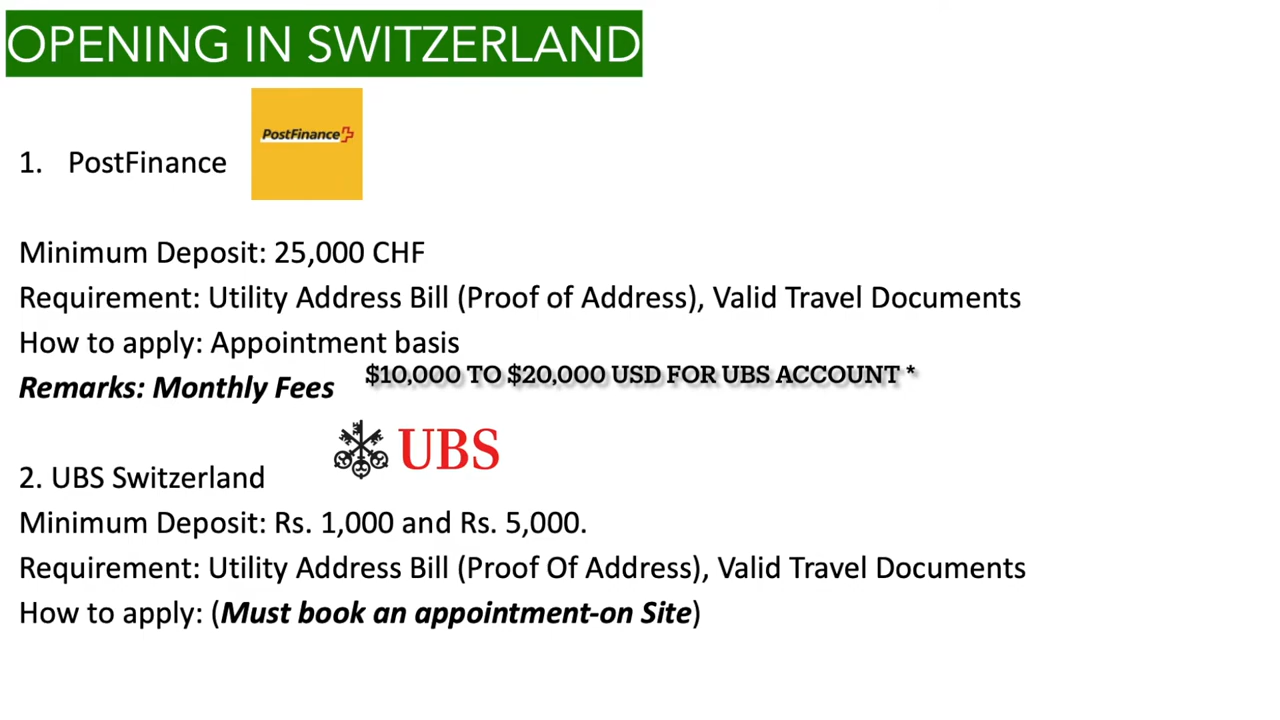 OPENING IN SWITZERLAND
PostFinance
1. PostFinance
Minimum Deposit: 25,000 CHF
Requirement: Utility Address Bill (Proof of Address), Valid Travel Documents
How to apply: Appointment basis
Remarks: Monthly Fees
$10,000 TO $20,000 USD FOR UBS ACCOUNT *
UBS
2. UBS Switzerland
Minimum Deposit: Rs. 1,000 and Rs. 5,000.
Requirement: Utility Address Bill (Proof Of Address), Valid Travel Documents
How to apply: (Must book an appointment-on Site)